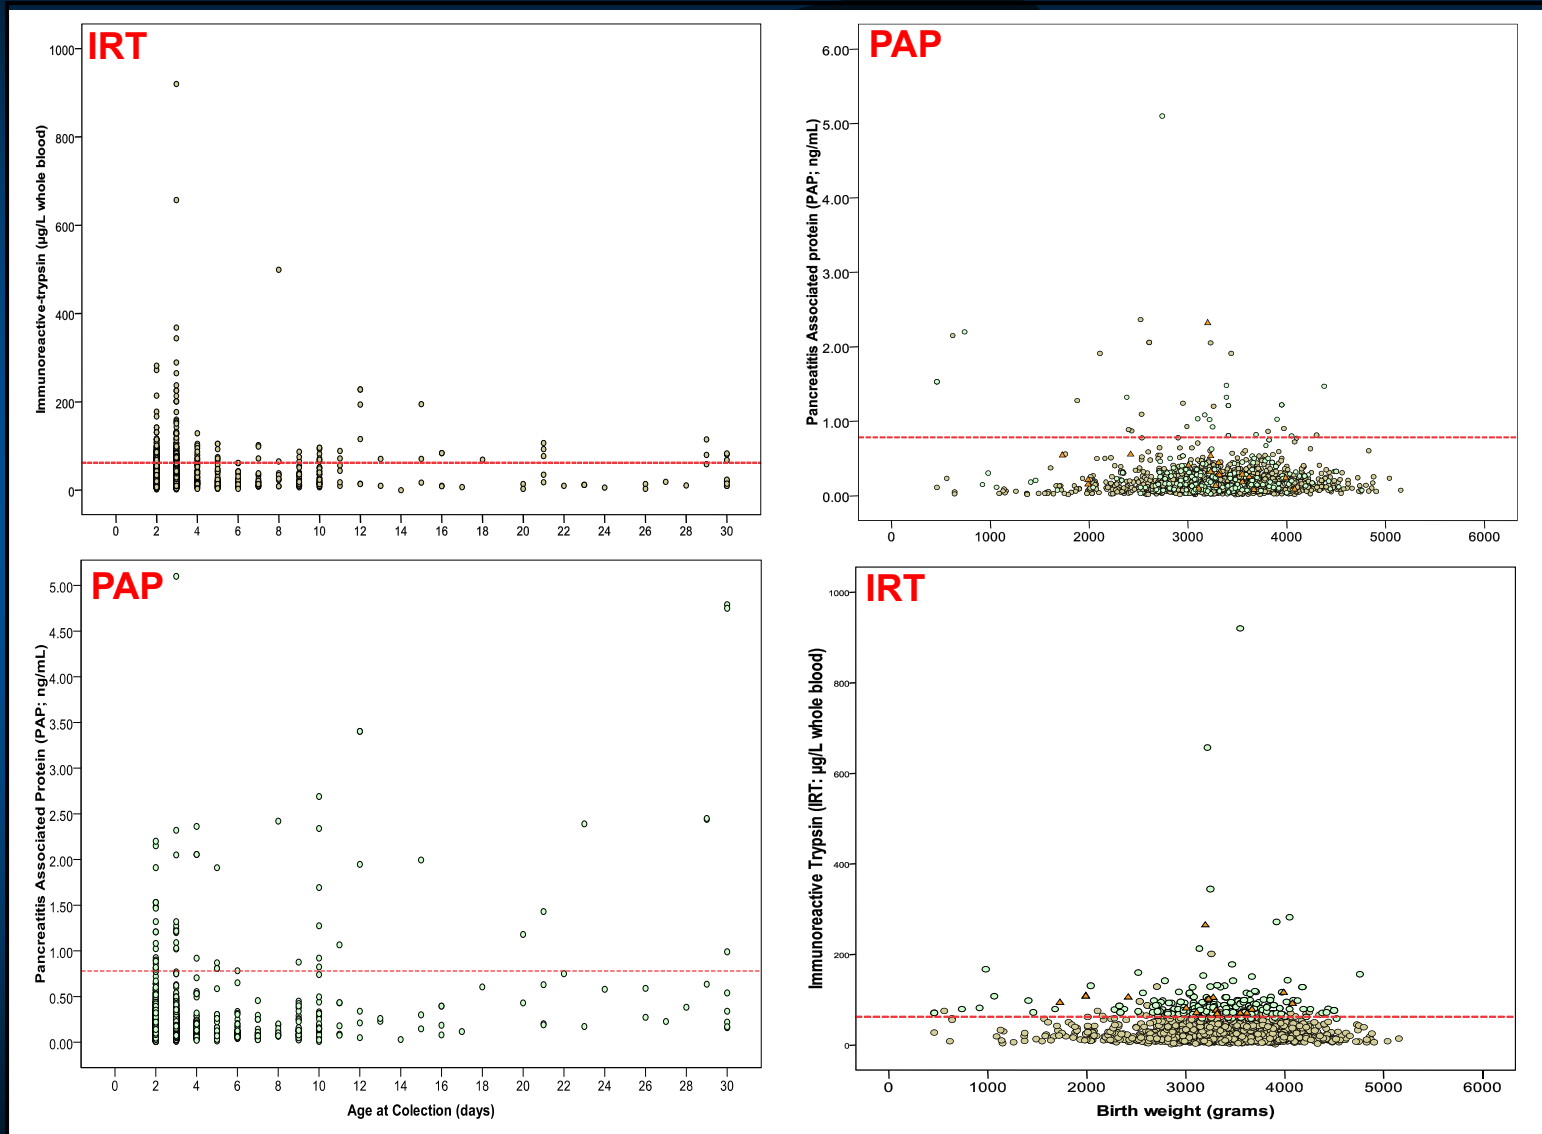 IRT
Immunoreactive-trypsin (µg/L whole blood)
1000
800
600
400
200
0
0 2 4 6 8 10 12 14 16 18 20 22 24 26 28 30
PAP
Pancreatitis Associated protein (PAP; ng/mL)
6.00
5.00
4.00
3.00
2.00
1.00
0.00
0 1000 2000 3000 4000 5000 6000
PAP
Pancreatitis Associated Protein (PAP; ng/mL)
5.00
4.50
4.00
3.50
3.00
2.50
2.00
1.50
1.00
0.50
0.00
0 2 4 6 8 10 12 14 16 18 20 22 24 26 28 30
Age at Colection (days)
IRT
Immunoreactive Trypsin (IRT: µg/L whole blood)
1000
800
600
400
200
0
0 1000 2000 3000 4000 5000 6000
Birth weight (grams)